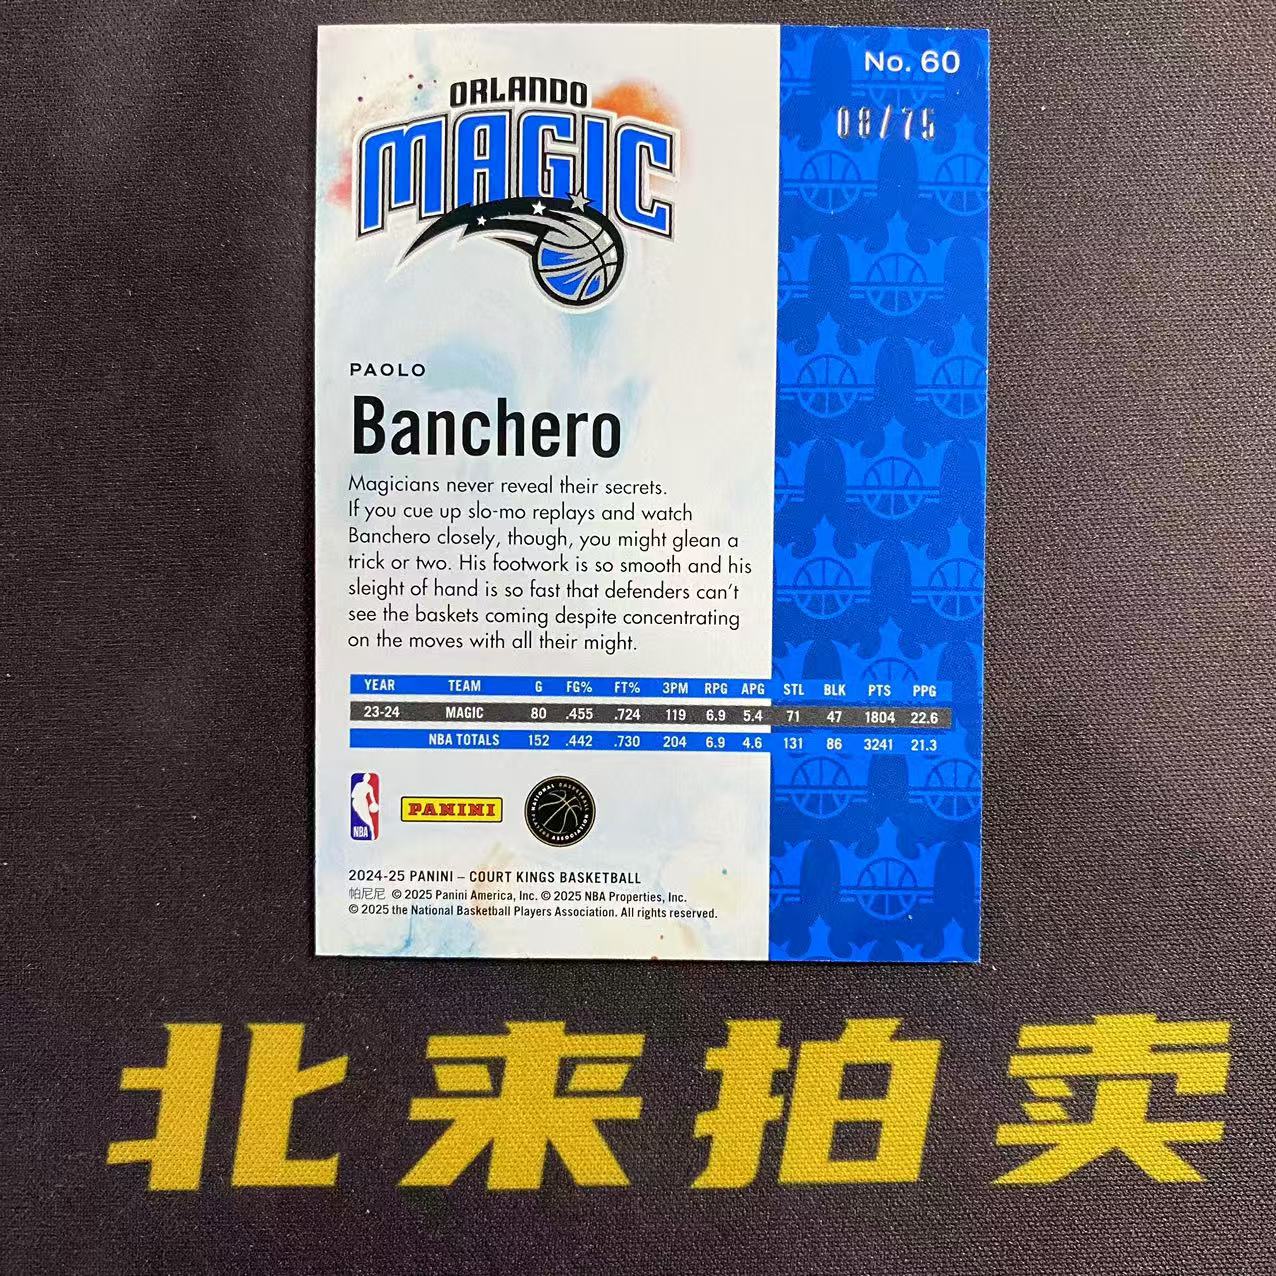 ORLANDO
MAGIC
No. 60
08/75
PAOLO
Banchero
Magicians never reveal their secrets.
If you cue up slo-mo replays and watch
Banchero closely, though, you might glean a
trick or two. His footwork is so smooth and his
sleight of hand is so fast that defenders can't
see the baskets coming despite concentrating
on the moves with all their might.
YEAR TEAM G FG% FT% 3PM RPG APG STL BLK PTS PPG
23-24 MAGIC 80 .455 .724 119 6.9 5.4 71 47 1804 22.6
NBA TOTALS 152 .442 .730 204 6.9 4.6 131 86 3241 21.3
NBA
PANINI
NATIONAL BASKETBALL
PLAYERS ASSOCIATION
2024-25 PANINI – COURT KINGS BASKETBALL
帕尼尼 © 2025 Panini America, Inc. © 2025 NBA Properties, Inc.
© 2025 the National Basketball Players Association. All rights reserved.
北来拍卖